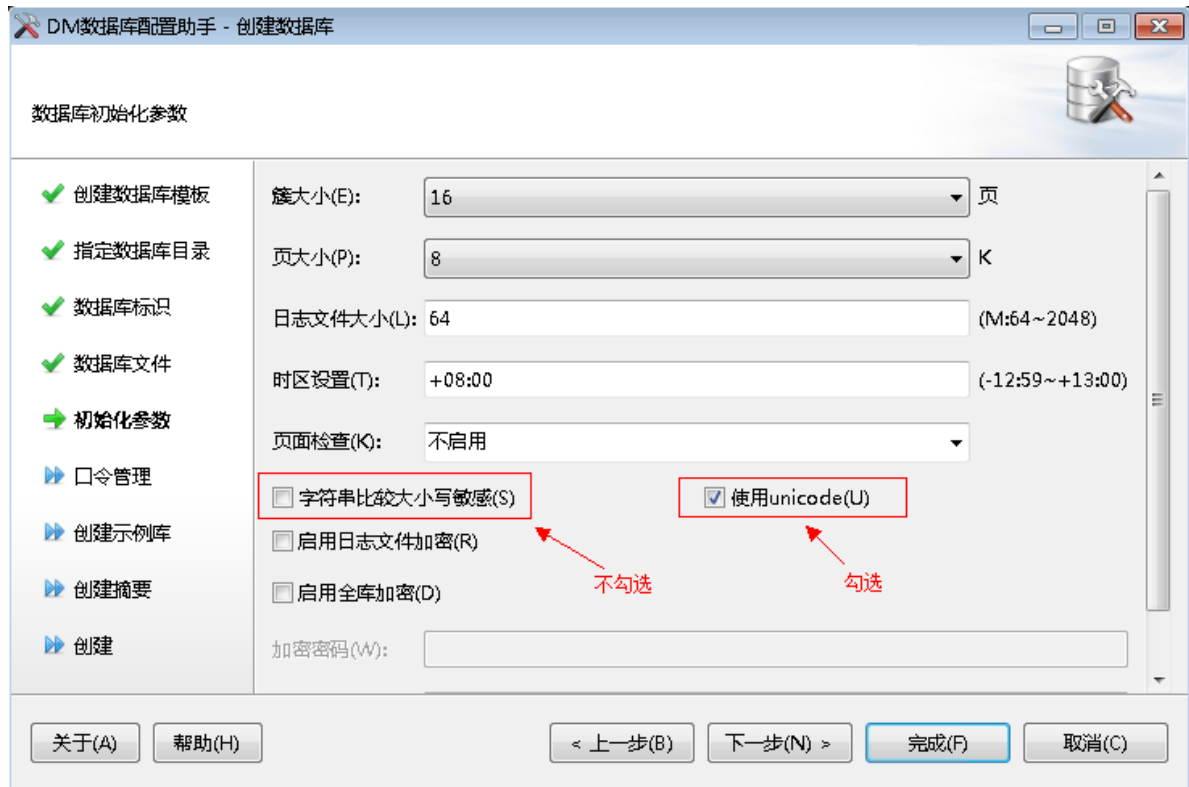 DM数据库配置助手 - 创建数据库
数据库初始化参数
创建数据库模板
指定数据库目录
数据库标识
数据库文件
初始化参数
口令管理
创建示例库
创建摘要
创建
簇大小(E): 16 页
页大小(P): 8 K
日志文件大小(L): 64 (M:64~2048)
时区设置(T): +08:00 (-12:59~+13:00)
页面检查(K): 不启用
字符串比较大小写敏感(S) 使用unicode(U)
启用日志文件加密(R)
不勾选 勾选
启用全库加密(D)
加密密码(W):
关于(A) 帮助(H) < 上一步(B) 下一步(N) > 完成(F) 取消(C)